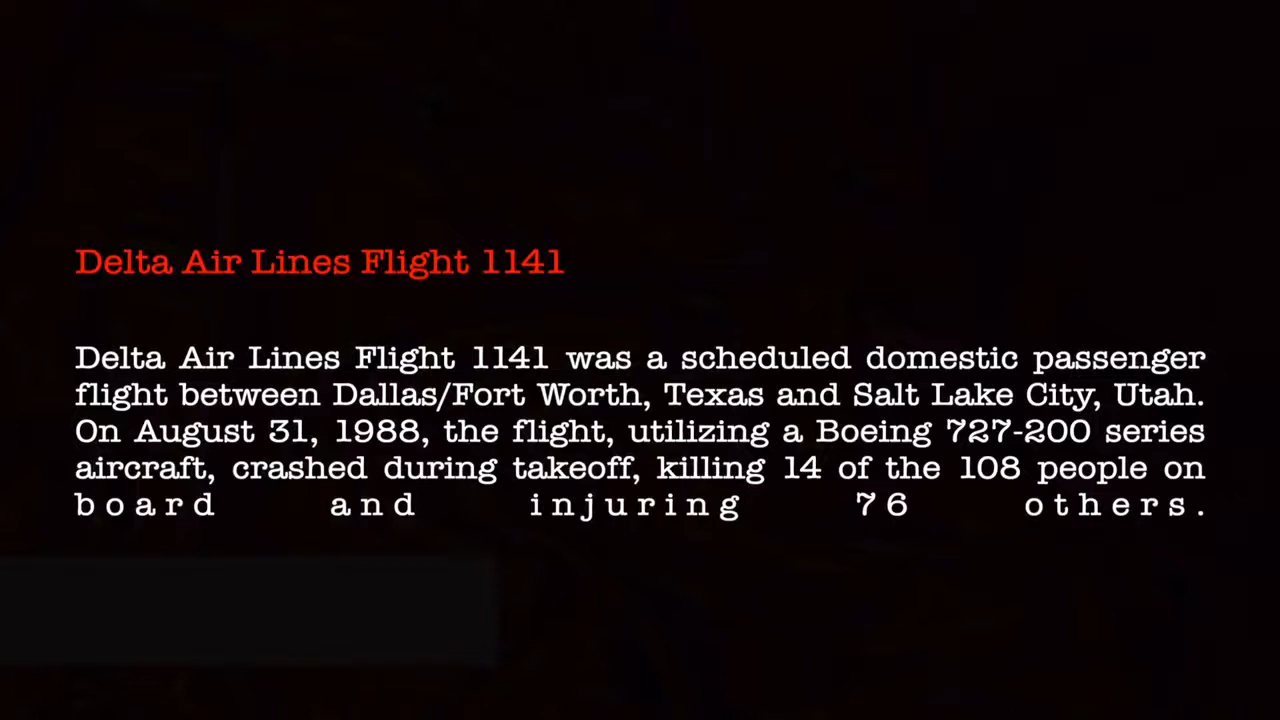 Delta Air Lines Flight 1141
Delta Air Lines Flight 1141 was a scheduled domestic passenger
flight between Dallas/Fort Worth, Texas and Salt Lake City, Utah.
On August 31, 1988, the flight, utilizing a Boeing 727-200 series
aircraft, crashed during takeoff, killing 14 of the 108 people on
board and injuring 76 others.